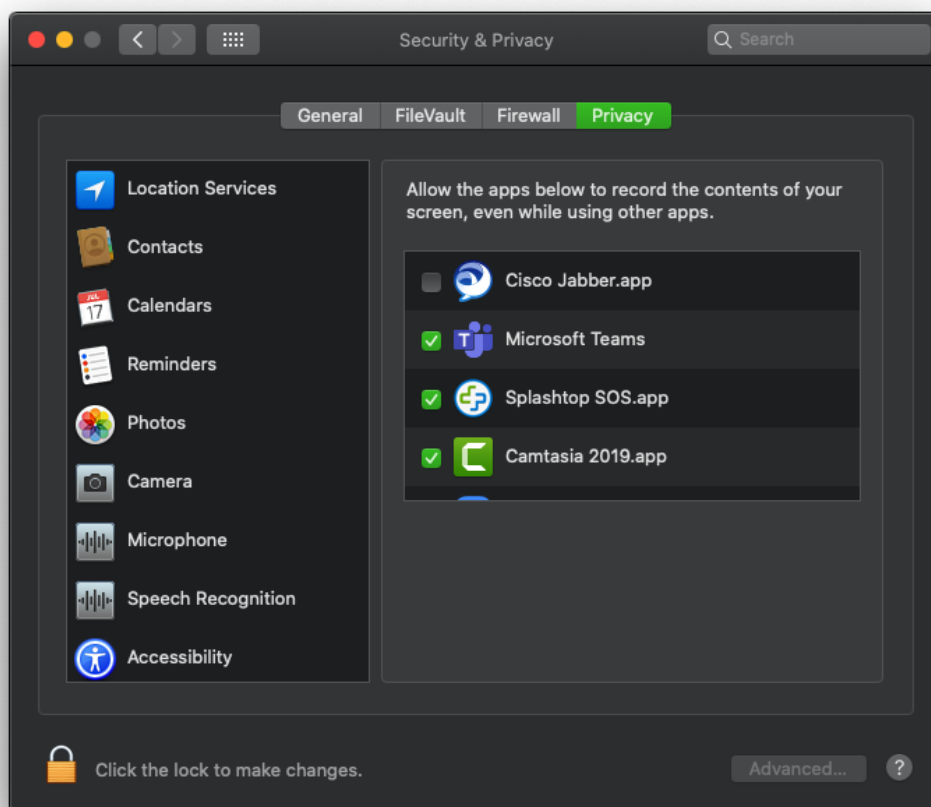 Security & Privacy
Search
General
FileVault
Firewall
Privacy
Location Services
Contacts
JUL
17
Calendars
Reminders
Photos
Camera
Microphone
Speech Recognition
Accessibility
Allow the apps below to record the contents of your
screen, even while using other apps.
Cisco Jabber.app
T
Microsoft Teams
Splashtop SOS.app
Camtasia 2019.app
Click the lock to make changes.
Advanced...
?